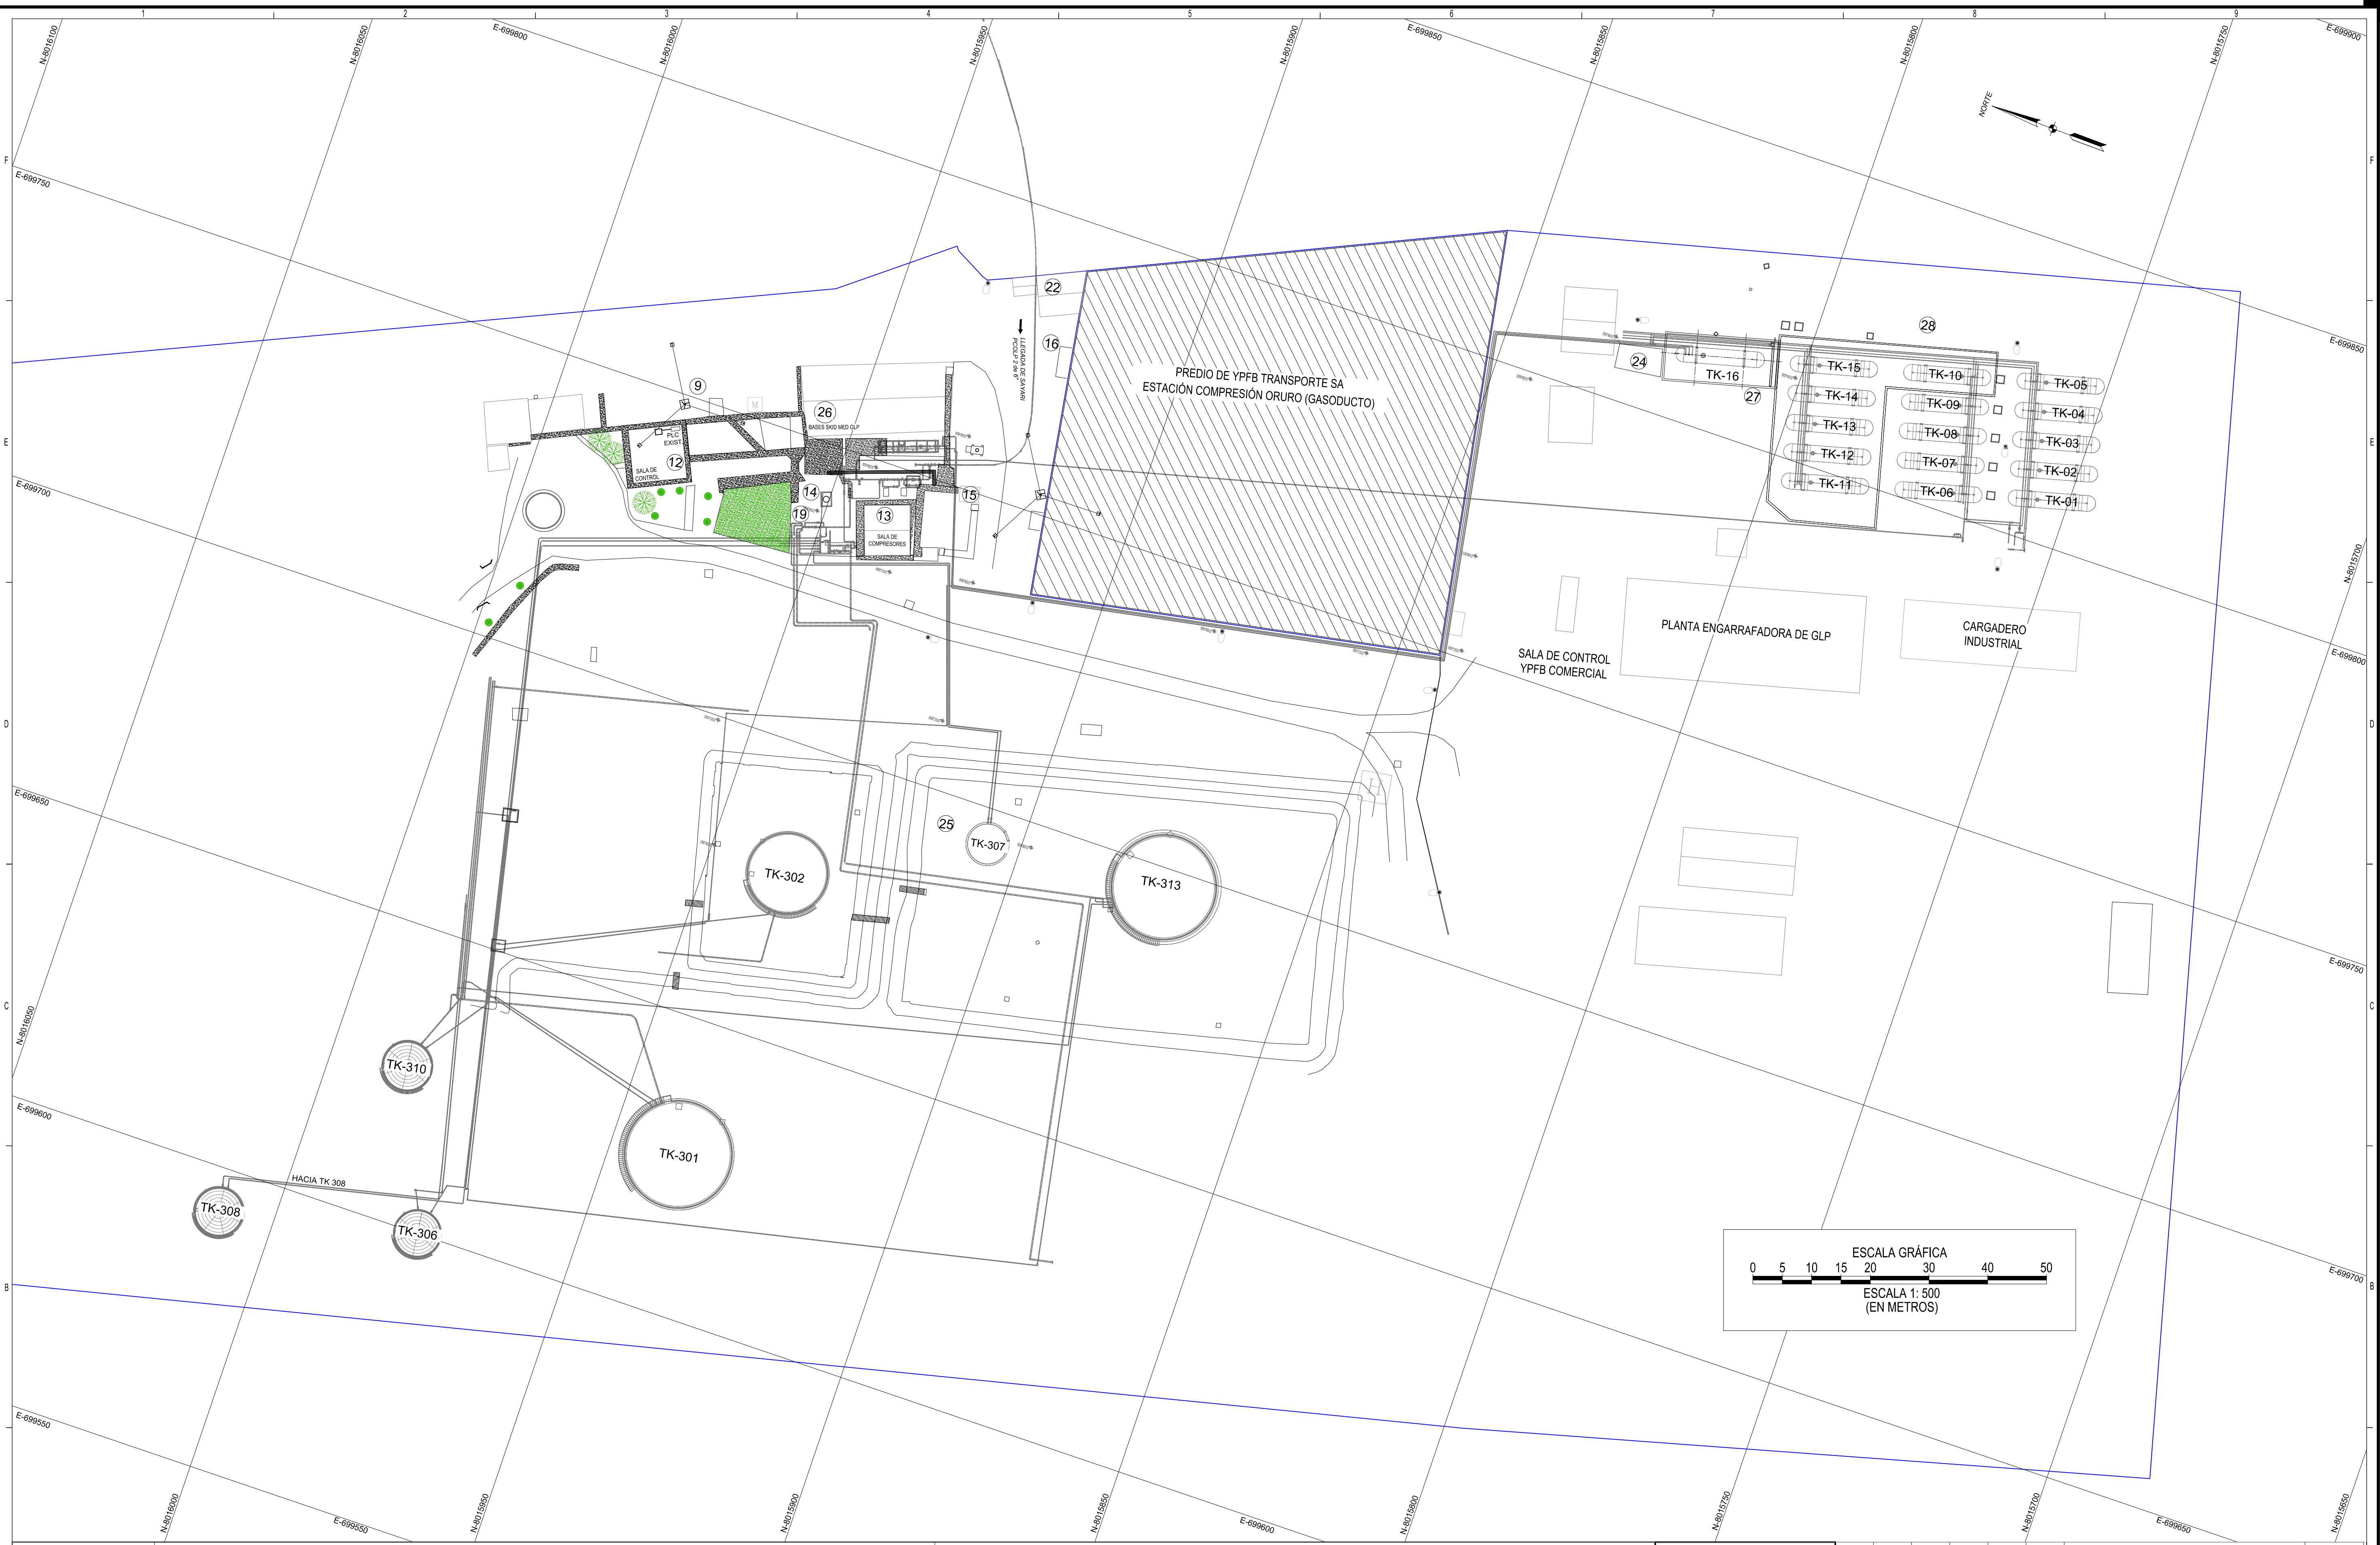 1 2 3 4 5 6 7 8 9
N-8016100
N-8016050
E-699800
N-8016000
N-8015950
N-8015900
E-699850
N-8015850
N-8015800
N-8015750
E-699900
NORTE
F
F
E-699750
22
LLEGADA DE SAYARI
PCOLP 2 de 6"
16
PREDIO DE YPFB TRANSPORTE SA
ESTACIÓN COMPRESIÓN ORURO (GASODUCTO)
28
24
TK-16
27
TK-15
TK-10
TK-05
E-699850
TK-14
TK-09
TK-04
TK-13
TK-08
TK-03
TK-12
TK-07
TK-02
TK-11
TK-06
TK-01
9
M
26
BASES SKID MED GLP
PLC
EXIST.
12
SALA DE
CONTROL
E
E
14
15
19
13
SALA DE
COMPRESORES
E-699700
N-8015700
PLANTA ENGARRAFADORA DE GLP
CARGADERO
INDUSTRIAL
SALA DE CONTROL
YPFB COMERCIAL
E-699800
D
D
H
E-699650
25
TK-307
TK-302
TK-313
E-699750
C
C
N-8016050
TK-310
E-699600
TK-301
HACIA TK 308
TK-308
TK-306
ESCALA GRÁFICA
0 5 10 15 20 30 40 50
ESCALA 1: 500
(EN METROS)
E-699700
B
B
E-699550
N-8016000
E-699550
N-8015950
N-8015900
N-8015850
E-699600
N-8015800
N-8015750
N-8015700
E-699650
N-8015650